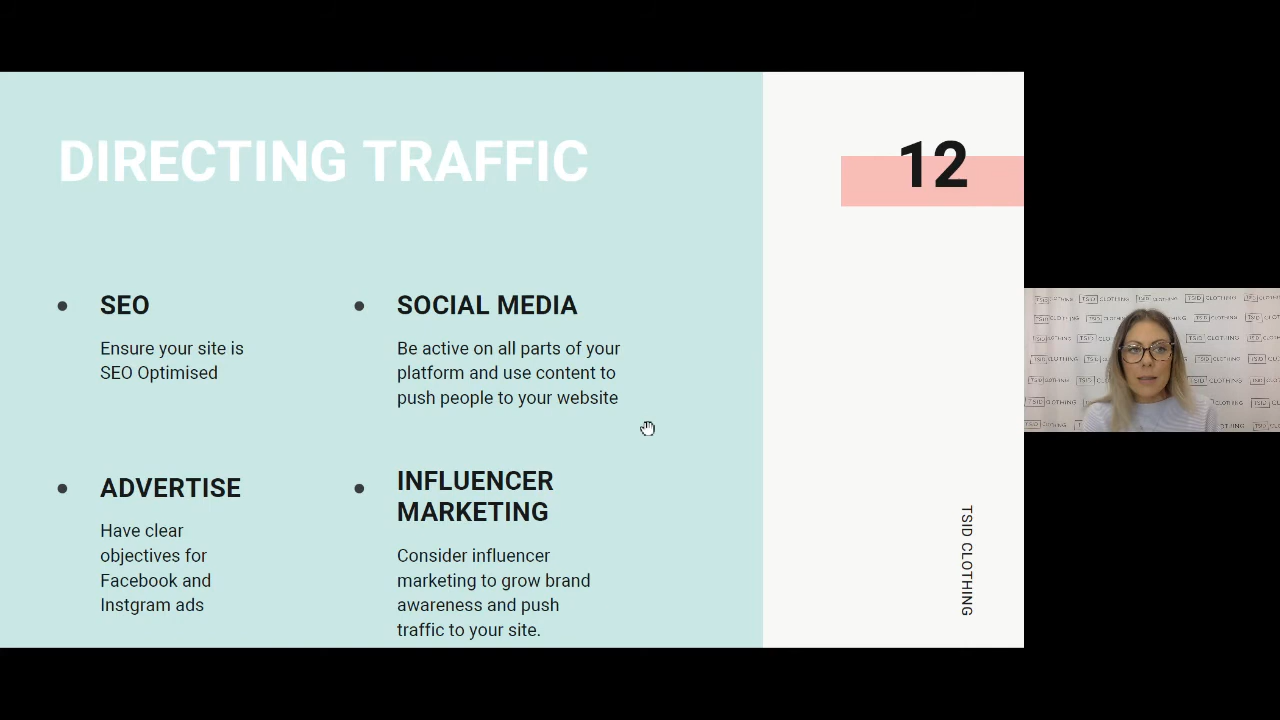 DIRECTING TRAFFIC
12
SEO
Ensure your site is
SEO Optimised
SOCIAL MEDIA
Be active on all parts of your
platform and use content to
push people to your website
ADVERTISE
Have clear
objectives for
Facebook and
Instgram ads
INFLUENCER
MARKETING
Consider influencer
marketing to grow brand
awareness and push
traffic to your site.
TSID CLOTHING
TSID CLOTHING